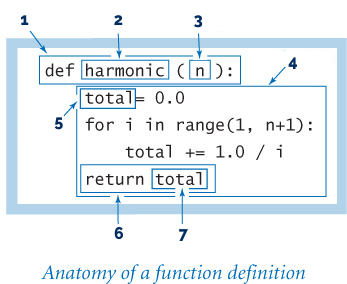 1 2 3
def harmonic ( n ):
4
total= 0.0
5
for i in range(1, n+1):
total += 1.0 / i
return total
6 7
Anatomy of a function definition